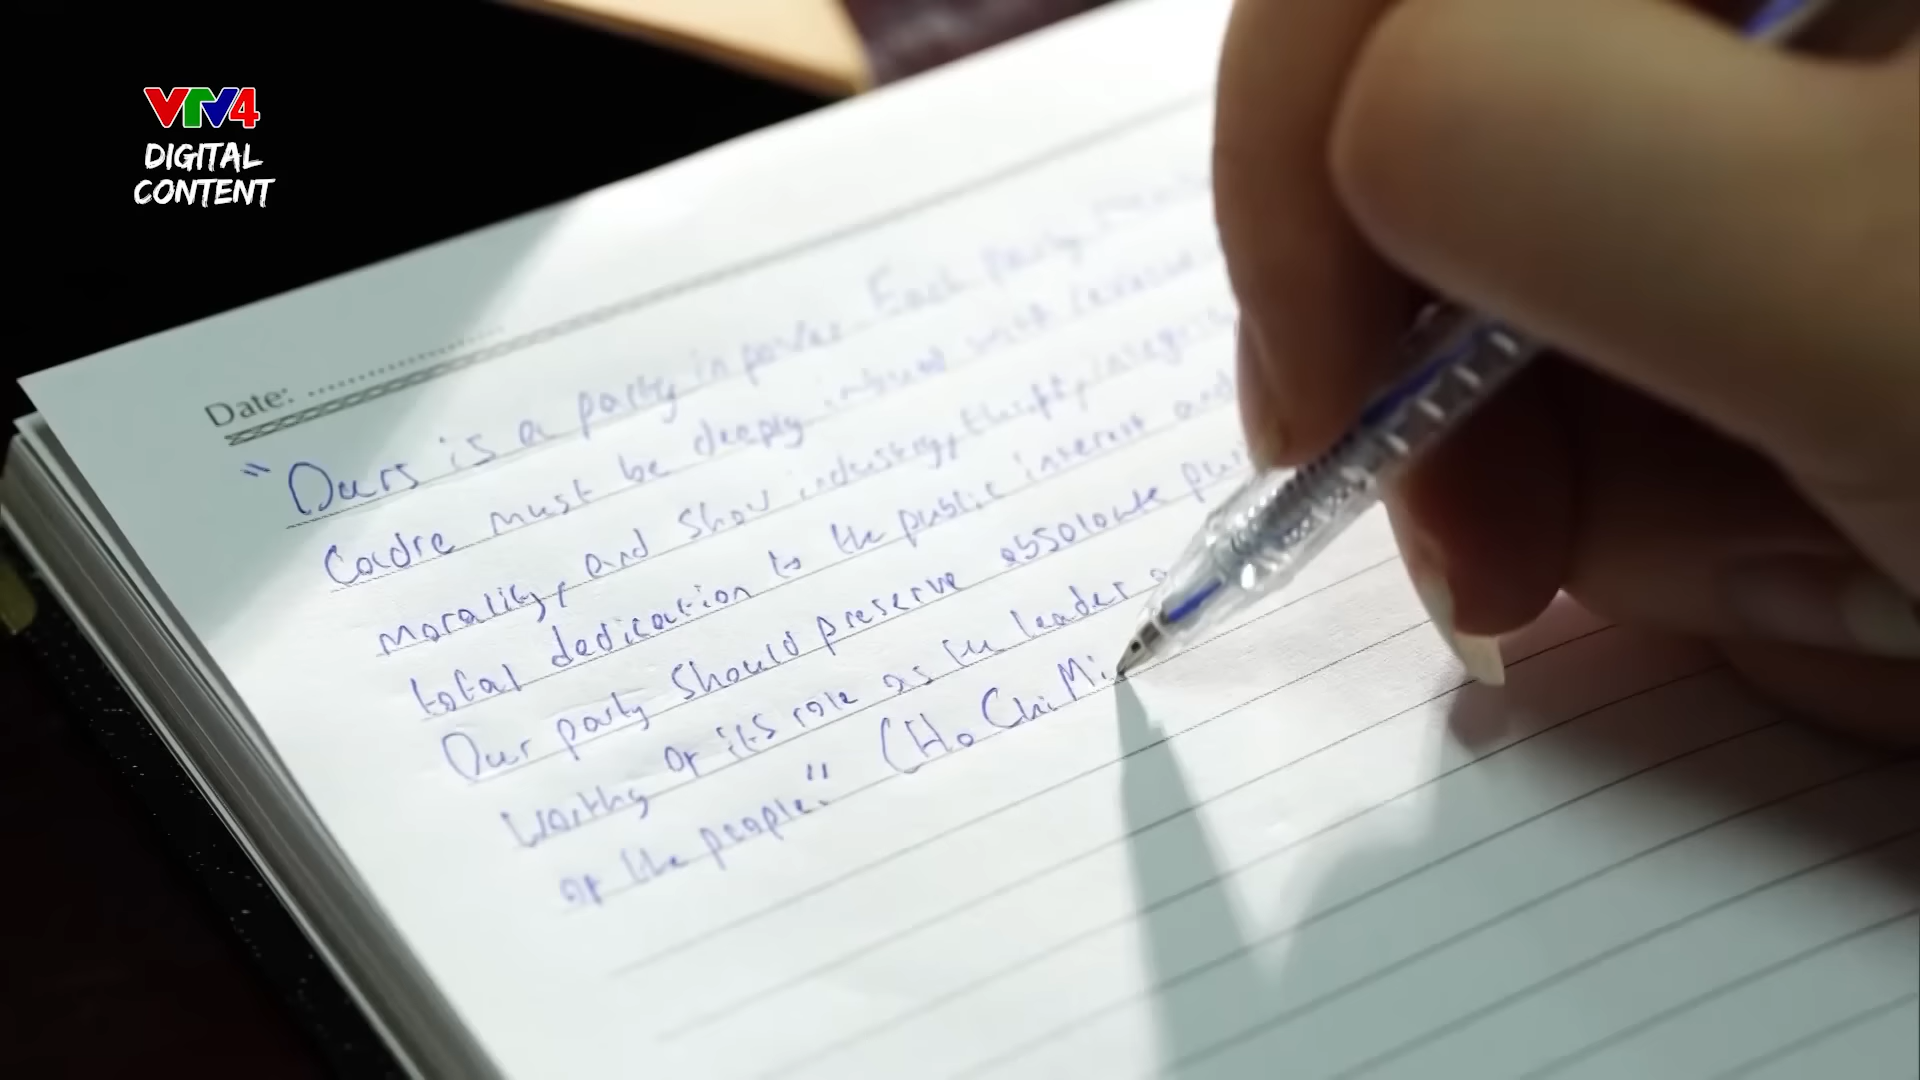 VTV4
DIGITAL
CONTENT
Date: ....................
"Ours is a party in power. Each party
Cadre must be deeply imbued with
morality, and show industry, thrift,
total dedication to the public interest and
Our party should preserve absolute
worthy of its role as the leader
of the people." (Ho Chi Mi